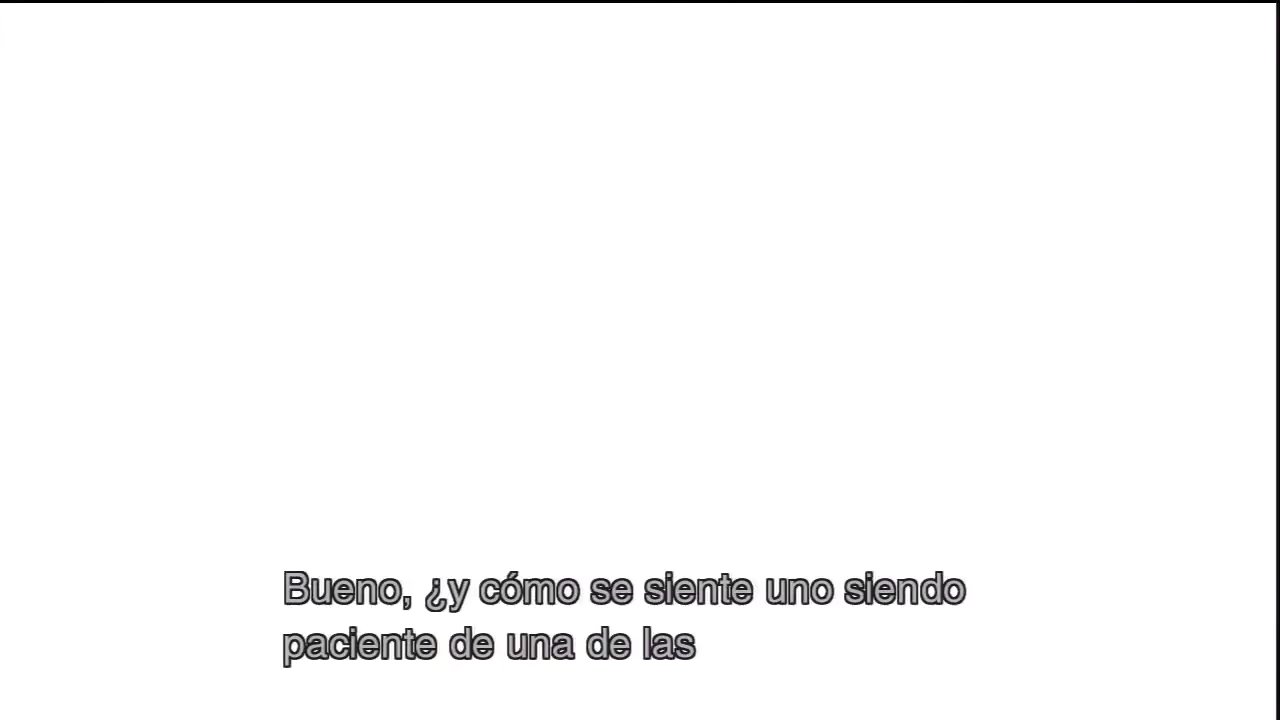 Bueno, ¿y cómo se siente uno siendo
paciente de una de las